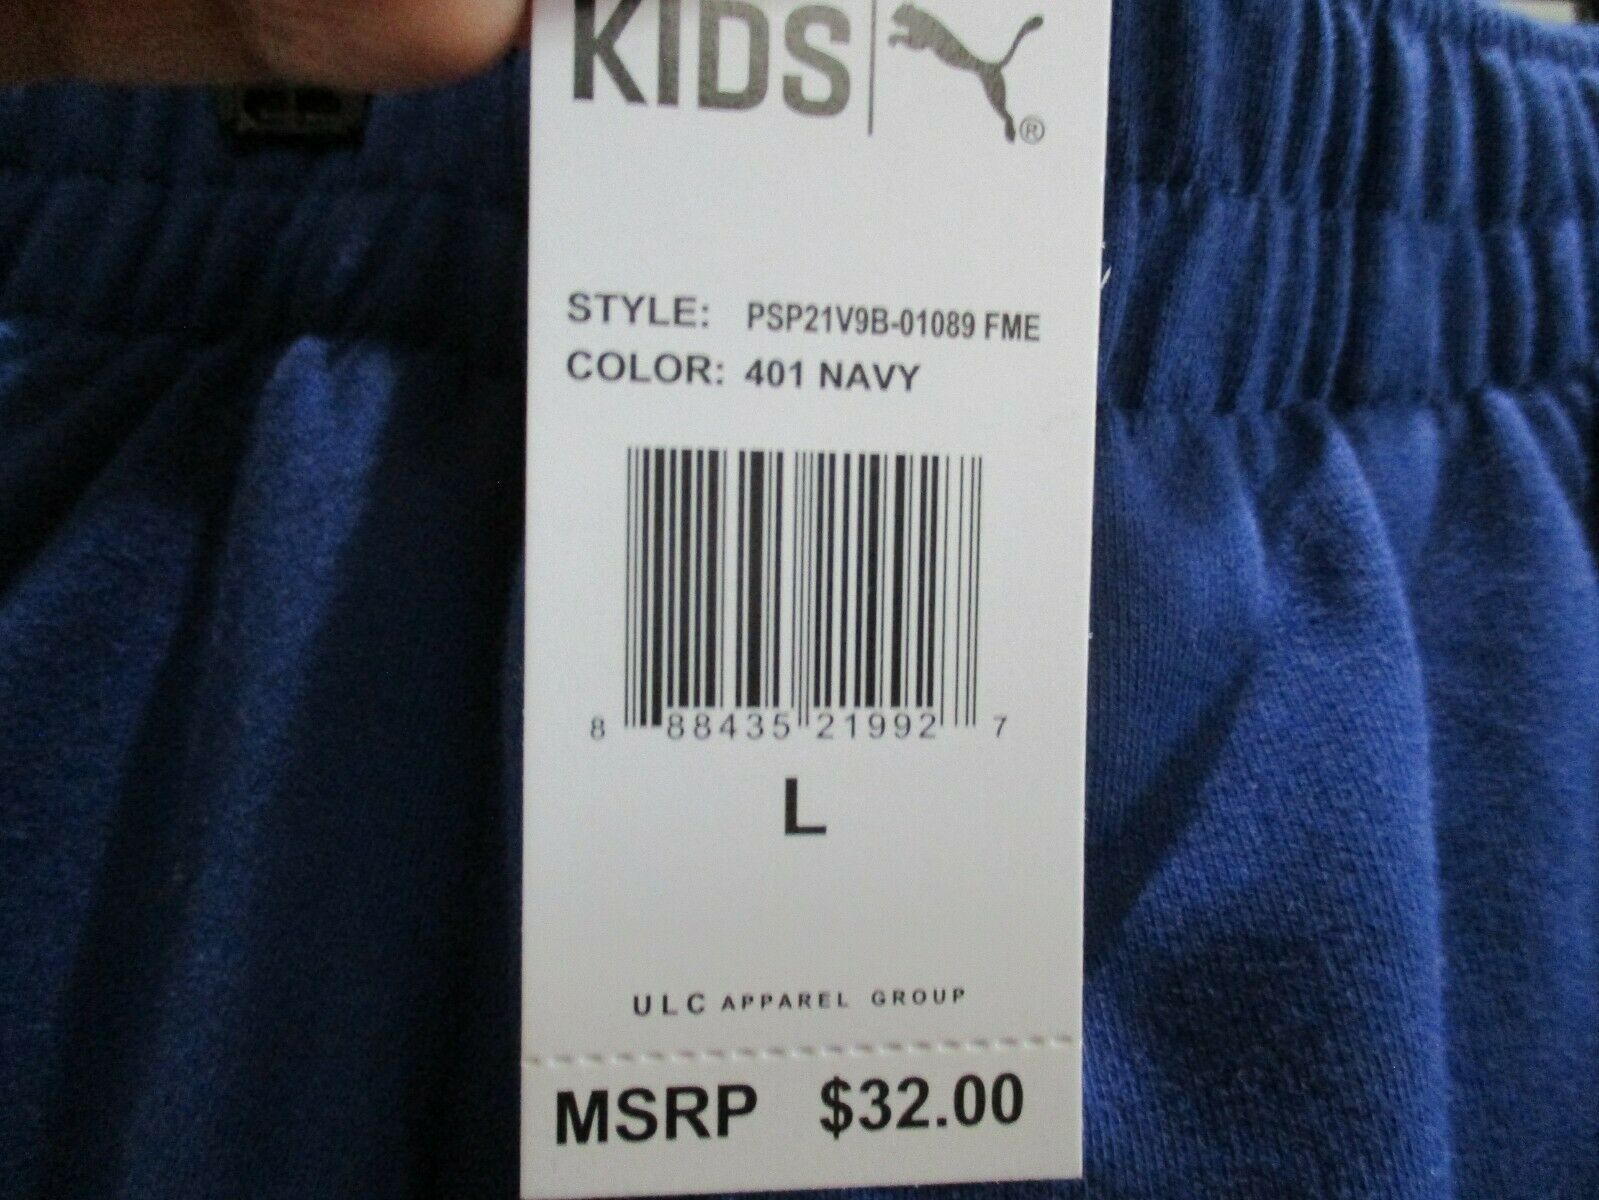 KIDS ®
STYLE: PSP21V9B-01089 FME
COLOR: 401 NAVY
8 88435 21992 7
L
ULC APPAREL GROUP
MSRP $32.00